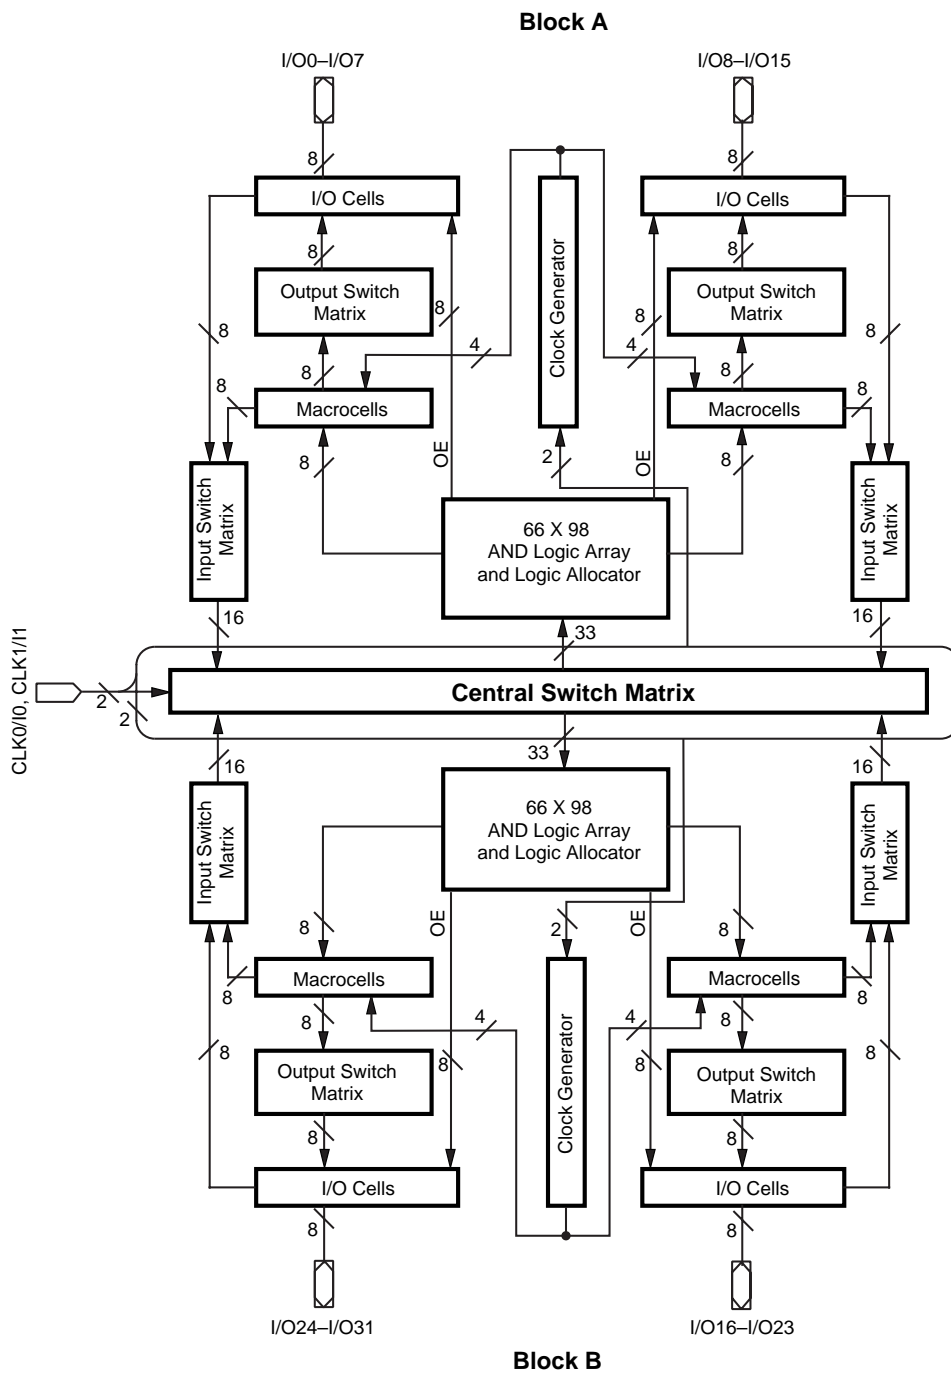 Block A
I/O0–I/O7
I/O8–I/O15
8
8
I/O Cells
I/O Cells
8
8
Output Switch
Matrix
Output Switch
Matrix
Clock Generator
8
8
8
8
4
4
8
8
8
8
Macrocells
Macrocells
OE
OE
8
2
8
Input Switch
Matrix
Input Switch
Matrix
66 X 98
AND Logic Array
and Logic Allocator
16
33
16
CLK0/I0, CLK1/I1
2
2
Central Switch Matrix
16
33
16
Input Switch
Matrix
Input Switch
Matrix
66 X 98
AND Logic Array
and Logic Allocator
8
OE
2
OE
8
Macrocells
Macrocells
8
8
8
4
4
8
8
8
8
8
Output Switch
Matrix
Output Switch
Matrix
Clock Generator
8
8
8
I/O Cells
I/O Cells
8
8
I/O24–I/O31
I/O16–I/O23
Block B